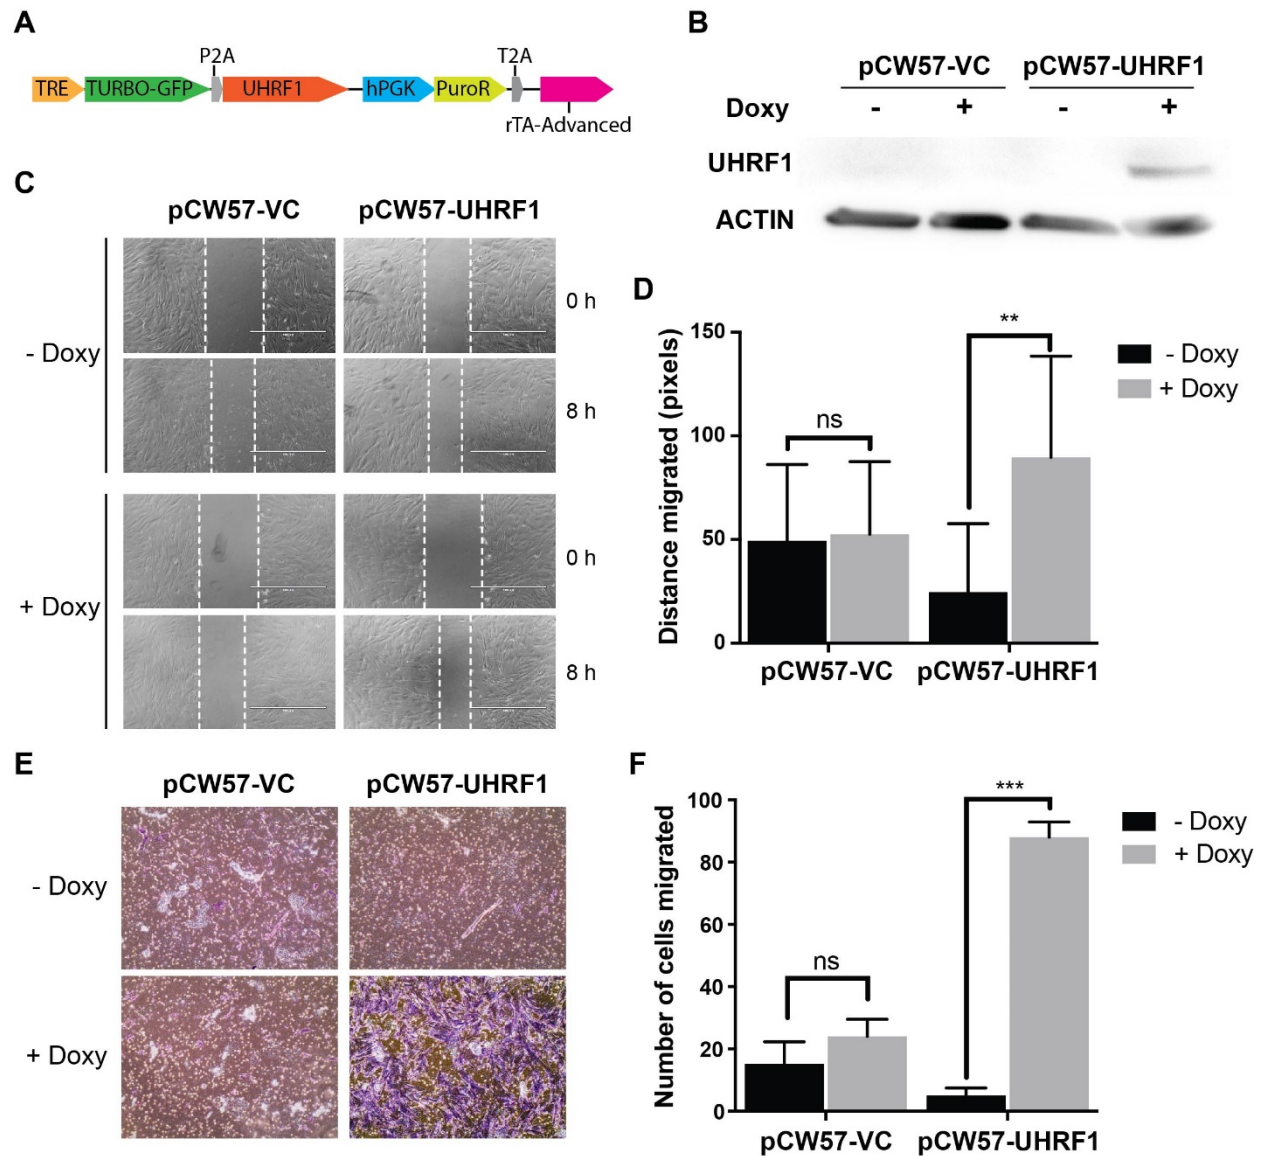 A
P2A
T2A
TRE
TURBO-GFP
UHRF1
hPGK
PuroR
rTA-Advanced
B
pCW57-VC pCW57-UHRF1
Doxy - + - +
UHRF1
ACTIN
C
pCW57-VC pCW57-UHRF1
- Doxy
0 h
8 h
+ Doxy
0 h
8 h
D
Distance migrated (pixels)
150
100
50
0
ns
**
- Doxy
+ Doxy
pCW57-VC pCW57-UHRF1
E
pCW57-VC pCW57-UHRF1
- Doxy
+ Doxy
F
Number of cells migrated
100
80
60
40
20
0
ns
***
- Doxy
+ Doxy
pCW57-VC pCW57-UHRF1